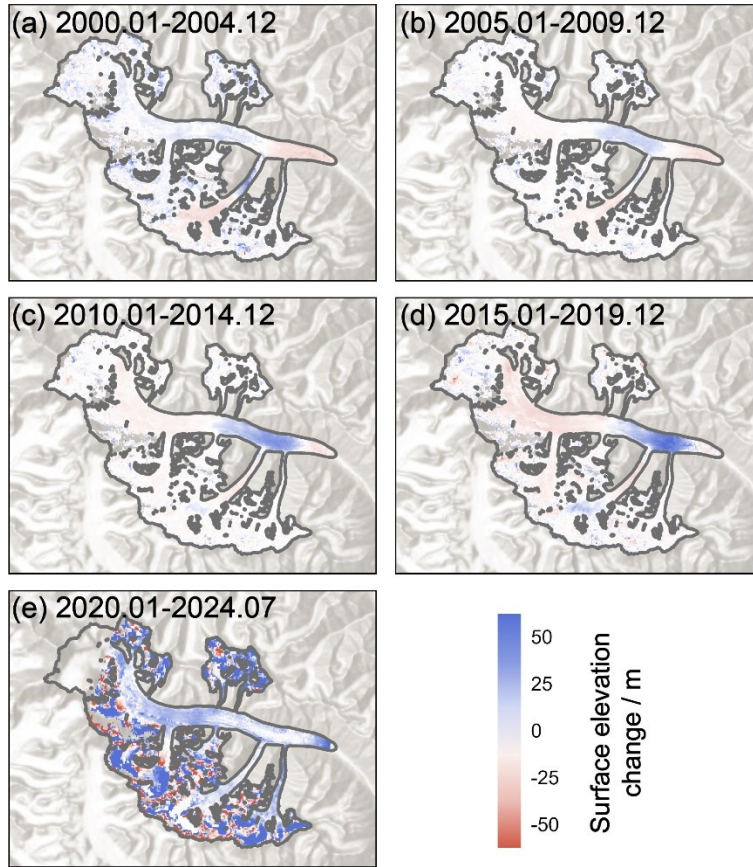 (a) 2000.01-2004.12
(b) 2005.01-2009.12
(c) 2010.01-2014.12
(d) 2015.01-2019.12
(e) 2020.01-2024.07
50
25
0
-25
-50
Surface elevation
change / m